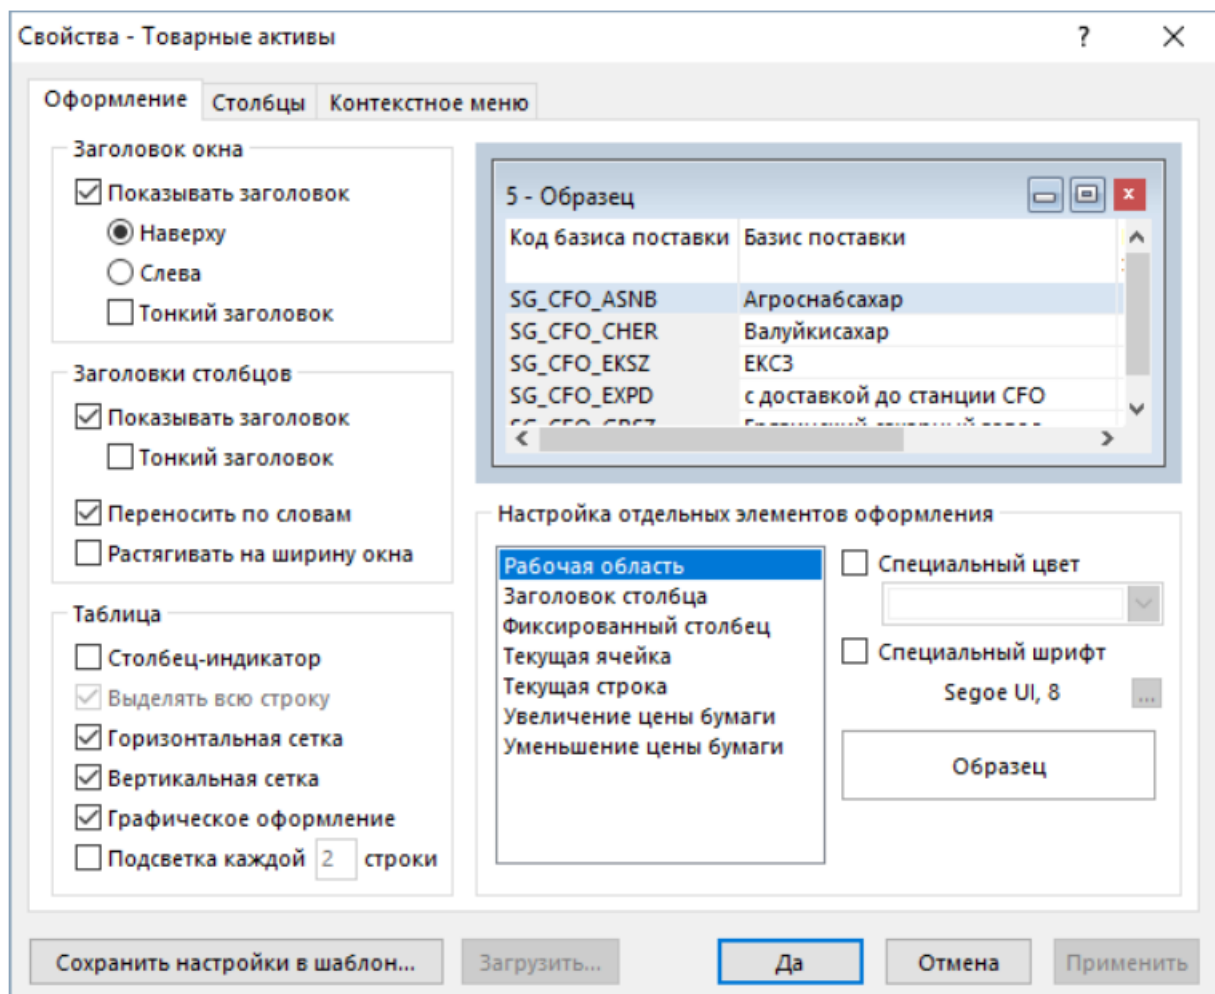 Свойства - Товарные активы
?
Оформление Столбцы Контекстное меню
Заголовок окна
Показывать заголовок
Наверху
Слева
Тонкий заголовок
Заголовки столбцов
Показывать заголовок
Тонкий заголовок
Переносить по словам
Растягивать на ширину окна
Таблица
Столбец-индикатор
Выделять всю строку
Горизонтальная сетка
Вертикальная сетка
Графическое оформление
Подсветка каждой 2 строки
5 - Образец
Код базиса поставки Базис поставки
SG_CFO_ASNB Агроснабсахар
SG_CFO_CHER Валуйкисахар
SG_CFO_EKSZ ЕКСЗ
SG_CFO_EXPD с доставкой до станции CFO
Настройка отдельных элементов оформления
Рабочая область
Заголовок столбца
Фиксированный столбец
Текущая ячейка
Текущая строка
Увеличение цены бумаги
Уменьшение цены бумаги
Специальный цвет
Специальный шрифт
Segoe UI, 8 ...
Образец
Сохранить настройки в шаблон... Загрузить... Да Отмена Применить